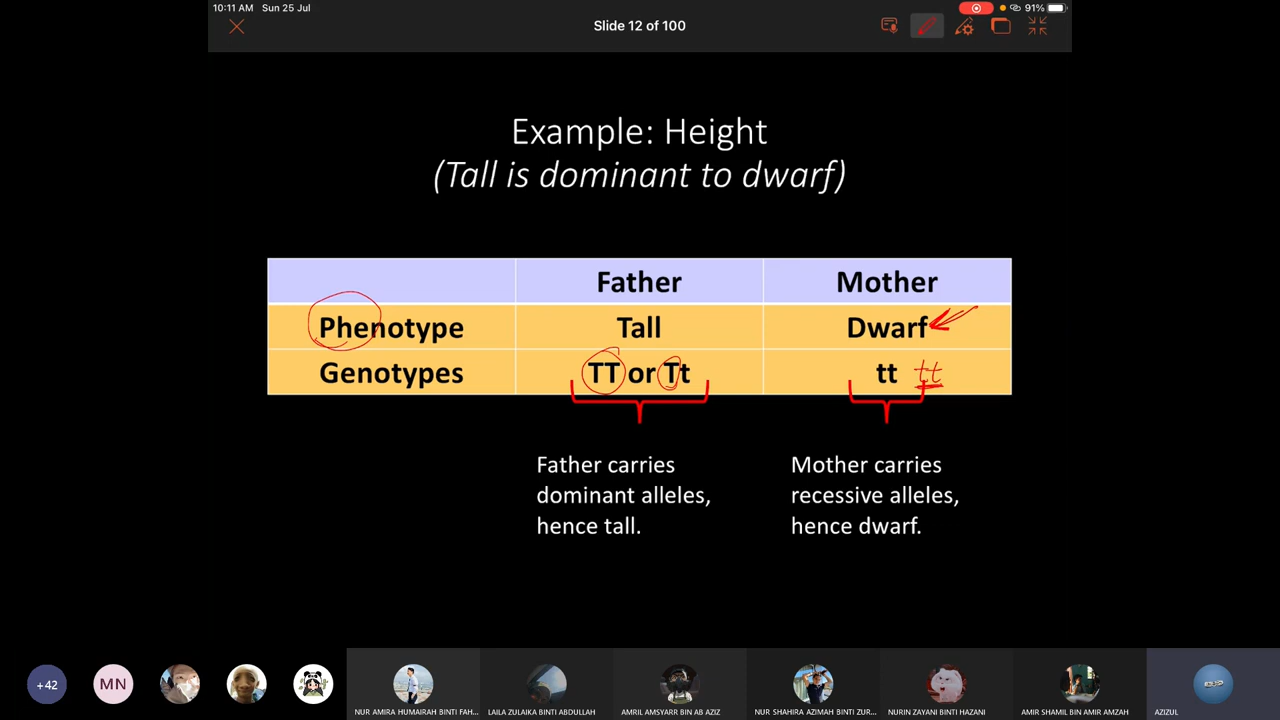 10:11 AM Sun 25 Jul
91%
Slide 12 of 100
Example: Height
(Tall is dominant to dwarf)
Father Mother
Phenotype Tall Dwarf
Genotypes TT or Tt tt tt
Father carries
dominant alleles,
hence tall.
Mother carries
recessive alleles,
hence dwarf.
+42
MN
NUR AMIRA HUMAIRAH BINTI FAH...
LAILA ZULAIKA BINTI ABDULLAH
AMRIL AMSYARR BIN AB AZIZ
NUR SHAHIRA AZIMAH BINTI ZUR...
NURIN ZAYANI BINTI HAZANI
AMIR SHAMIL BIN AMIR AMZAH
AZIZUL